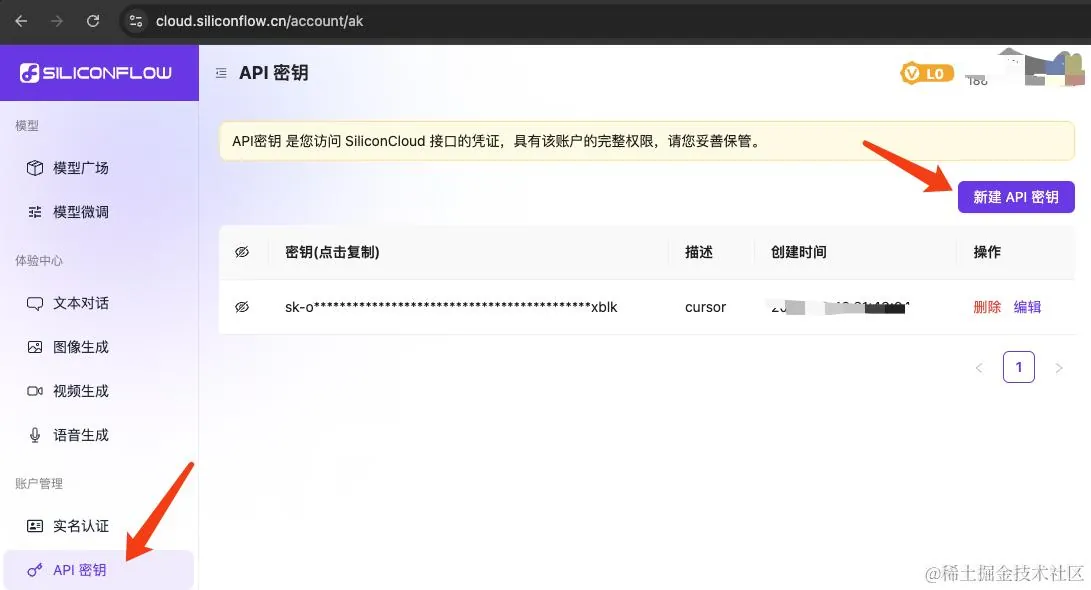 cloud.siliconflow.cn/account/ak
SILICONFLOW
API 密钥
L0
模型
模型广场
模型微调
体验中心
文本对话
图像生成
视频生成
语音生成
账户管理
实名认证
API 密钥
API密钥 是您访问 SiliconCloud 接口的凭证，具有该账户的完整权限，请您妥善保管。
新建 API 密钥
密钥(点击复制) 描述 创建时间 操作
sk-o*******************************************xblk cursor 删除 编辑
1
@稀土掘金技术社区